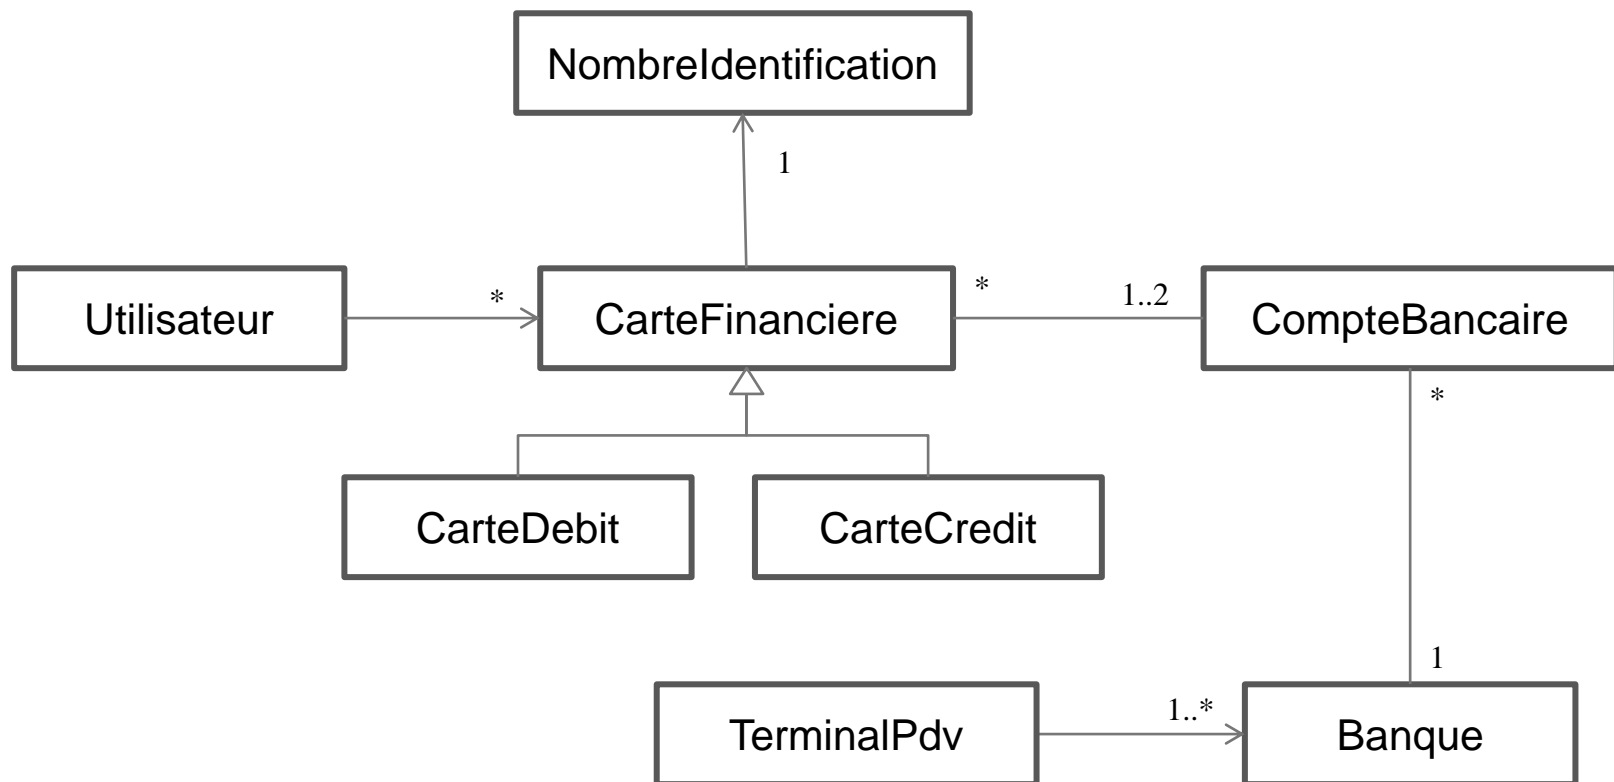 NombreIdentification
1
Utilisateur
*
CarteFinanciere
*
1..2
CompteBancaire
*
CarteDebit
CarteCredit
1
TerminalPdv
1..*
Banque